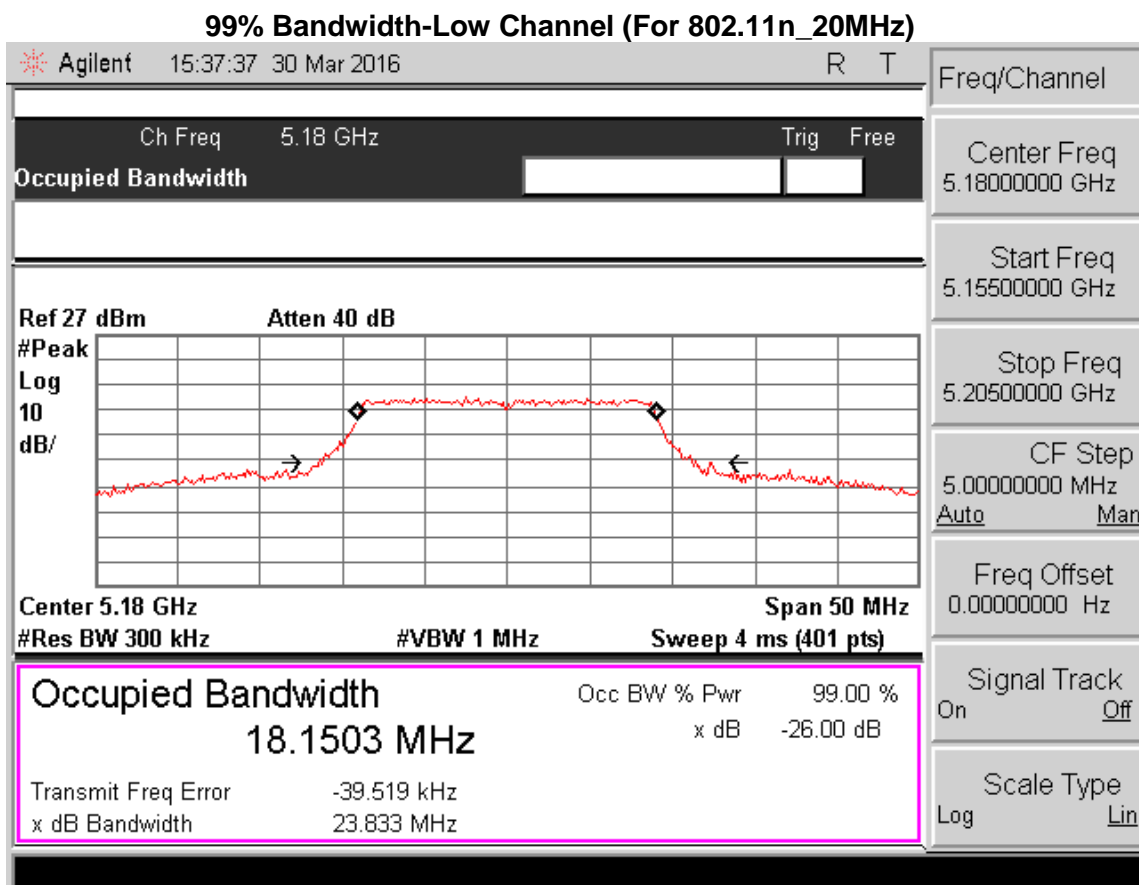 99% Bandwidth-Low Channel (For 802.11n_20MHz)
Agilent 15:37:37 30 Mar 2016 R T
Freq/Channel
Ch Freq 5.18 GHz Trig Free
Occupied Bandwidth
Center Freq
5.18000000 GHz
Start Freq
5.15500000 GHz
Ref 27 dBm Atten 40 dB
#Peak
Log
10
dB/
Stop Freq
5.20500000 GHz
CF Step
5.00000000 MHz
Auto Man
Center 5.18 GHz Span 50 MHz
#Res BW 300 kHz #VBW 1 MHz Sweep 4 ms (401 pts)
Freq Offset
0.00000000 Hz
Occupied Bandwidth
18.1503 MHz
Occ BW % Pwr 99.00 %
x dB -26.00 dB
Transmit Freq Error -39.519 kHz
x dB Bandwidth 23.833 MHz
Signal Track
On Off
Scale Type
Log Lin